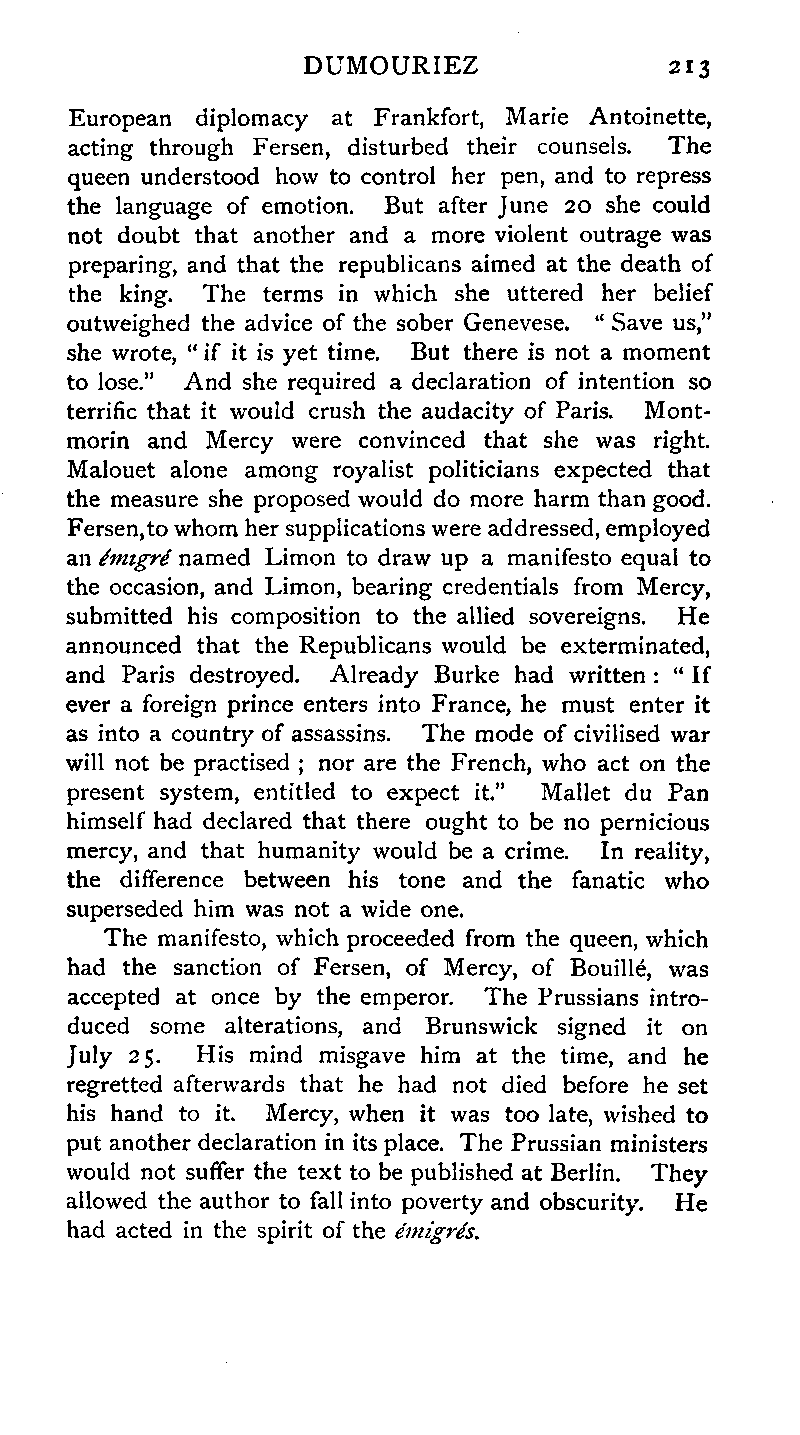 DUMOURIEZ 213
European diplomacy at Frankfort, Marie Antoinette,
acting through Fersen, disturbed their counsels. The
queen understood how to control her pen, and to repress
the language of emotion. But after June 20 she could
not doubt that another and a more violent outrage was
preparing, and that the republicans aimed at the death of
the king. The terms in which she uttered her belief
outweighed the advice of the sober Genevese. “ Save us,”
she wrote, “ if it is yet time. But there is not a moment
to lose.” And she required a declaration of intention so
terrific that it would crush the audacity of Paris. Mont-
morin and Mercy were convinced that she was right.
Malouet alone among royalist politicians expected that
the measure she proposed would do more harm than good.
Fersen, to whom her supplications were addressed, employed
an émigré named Limon to draw up a manifesto equal to
the occasion, and Limon, bearing credentials from Mercy,
submitted his composition to the allied sovereigns. He
announced that the Republicans would be exterminated,
and Paris destroyed. Already Burke had written : “ If
ever a foreign prince enters into France, he must enter it
as into a country of assassins. The mode of civilised war
will not be practised ; nor are the French, who act on the
present system, entitled to expect it.” Mallet du Pan
himself had declared that there ought to be no pernicious
mercy, and that humanity would be a crime. In reality,
the difference between his tone and the fanatic who
superseded him was not a wide one.
The manifesto, which proceeded from the queen, which
had the sanction of Fersen, of Mercy, of Bouillé, was
accepted at once by the emperor. The Prussians intro-
duced some alterations, and Brunswick signed it on
July 25. His mind misgave him at the time, and he
regretted afterwards that he had not died before he set
his hand to it. Mercy, when it was too late, wished to
put another declaration in its place. The Prussian ministers
would not suffer the text to be published at Berlin. They
allowed the author to fall into poverty and obscurity. He
had acted in the spirit of the émigrés.